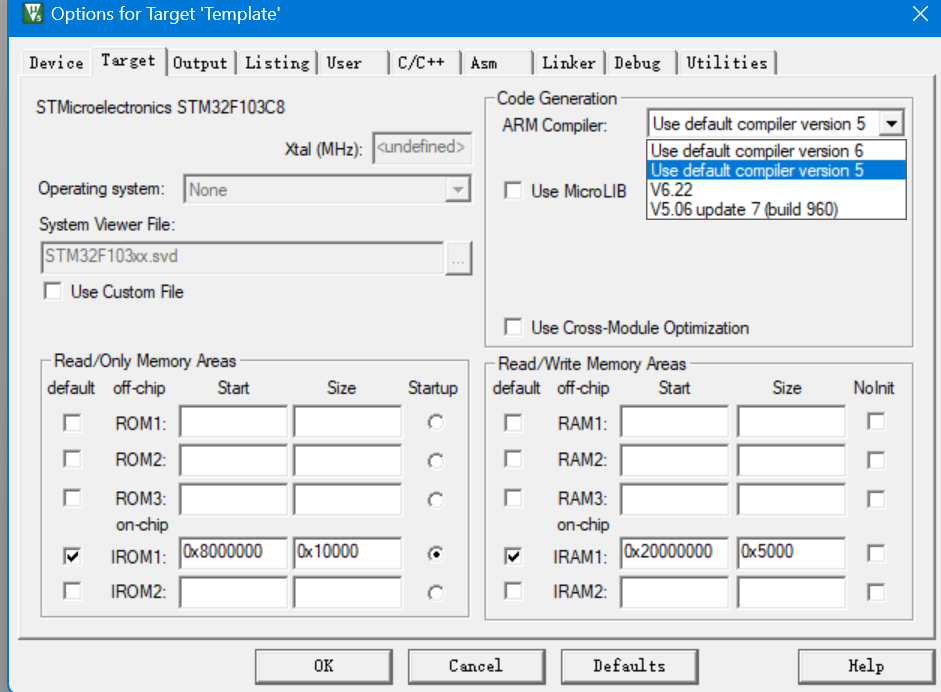 Options for Target 'Template'
Device Target Output Listing User C/C++ Asm Linker Debug Utilities
STMicroelectronics STM32F103C8
Xtal (MHz): <undefined>
Operating system: None
System Viewer File:
STM32F103xx.svd ...
Use Custom File
Code Generation
ARM Compiler: Use default compiler version 5
Use default compiler version 6
Use default compiler version 5
V6.22
V5.06 update 7 (build 960)
Use MicroLIB
Use Cross-Module Optimization
Read/Only Memory Areas
default off-chip Start Size Startup
ROM1:
ROM2:
ROM3:
on-chip
IROM1: 0x8000000 0x10000
IROM2:
Read/Write Memory Areas
default off-chip Start Size NoInit
RAM1:
RAM2:
RAM3:
on-chip
IRAM1: 0x20000000 0x5000
IRAM2:
OK Cancel Defaults Help